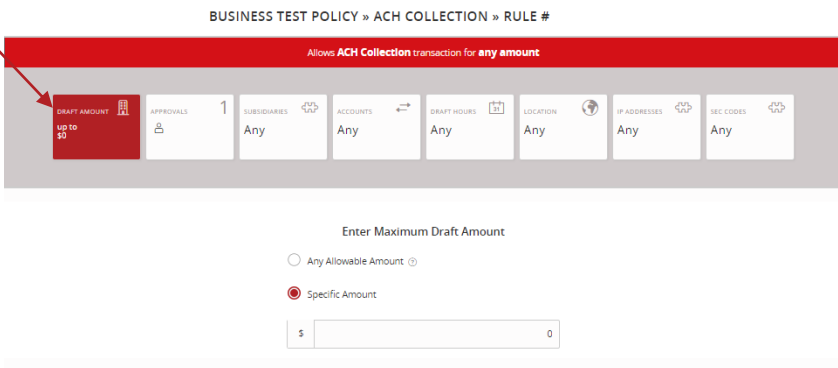 BUSINESS TEST POLICY » ACH COLLECTION » RULE #
Allows ACH Collection transaction for any amount
DRAFT AMOUNT
up to
$0
APPROVALS 1
SUBSIDIARIES
Any
ACCOUNTS
Any
DRAFT HOURS 31
Any
LOCATION
Any
IP ADDRESSES
Any
SEC CODES
Any
Enter Maximum Draft Amount
Any Allowable Amount ?
Specific Amount
$ 0